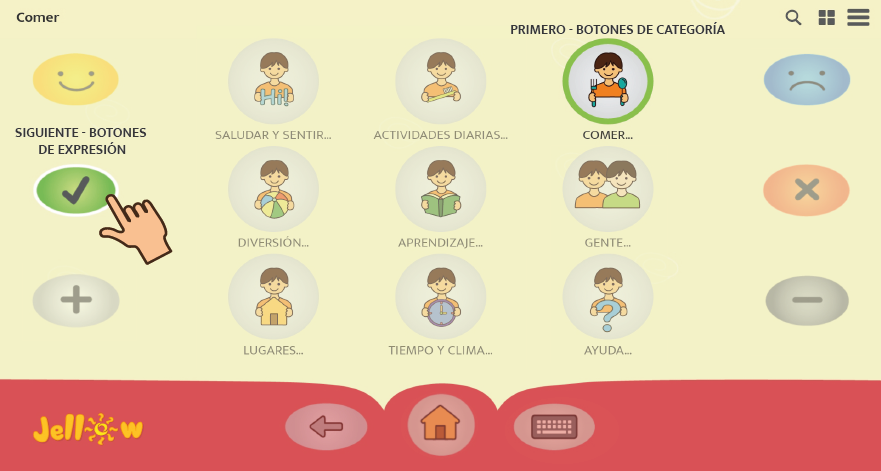 Comer
PRIMERO - BOTONES DE CATEGORÍA
SIGUIENTE - BOTONES
DE EXPRESIÓN
SALUDAR Y SENTIR...
ACTIVIDADES DIARIAS...
COMER...
DIVERSIÓN...
APRENDIZAJE...
GENTE...
LUGARES...
TIEMPO Y CLIMA...
AYUDA...
Jellow